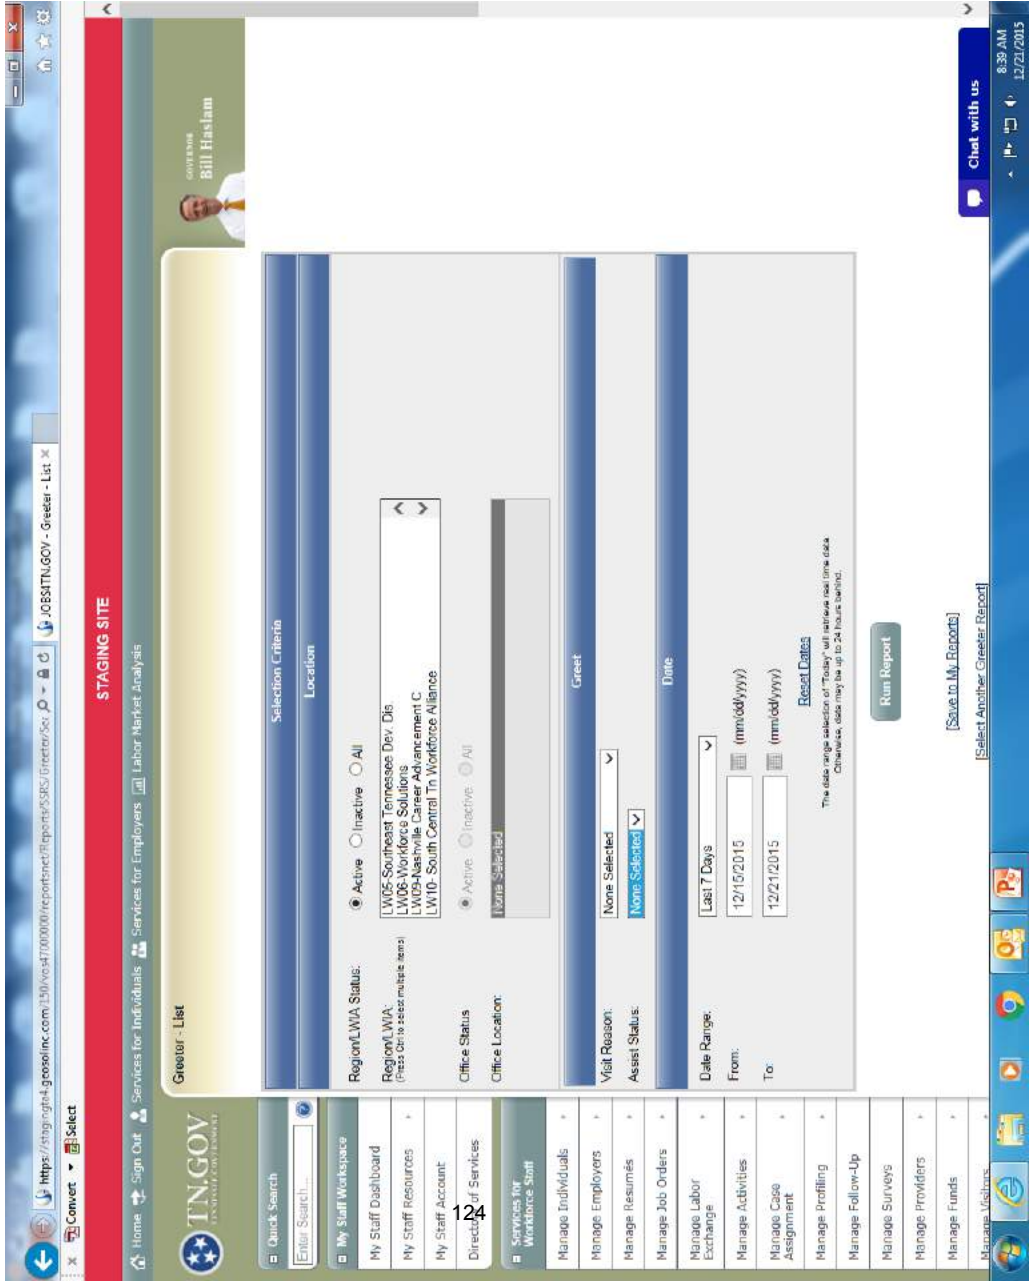 https://stagingta4.geosolinc.com/150/vos47000000/reportsnet/Reports/SSRS/Greeter/Ser
JOBS4TN.GOV - Greeter - List
Convert
Select
STAGING SITE
Home
Sign Out
Services for Individuals
Services for Employers
Labor Market Analysis
TN.GOV
GOVERNOR
Bill Haslam
Quick Search
Enter Search...
My Staff Workspace
My Staff Dashboard
My Staff Resources
My Staff Account
Directory of Services
Services for
Workforce Staff
Manage Individuals
Manage Employers
Manage Resumés
Manage Job Orders
Manage Labor
Exchange
Manage Activities
Manage Case
Assignment
Manage Profiling
Manage Follow-Up
Manage Surveys
Manage Providers
Manage Funds
Manage Visitors
Greeter - List
Selection Criteria
Location
Region/LWIA Status:
Active Inactive All
Region/LWIA:
(Press Ctrl to select multiple items)
LW05-Southeast Tennessee Dev. Dis.
LW06-Workforce Solutions
LW09-Nashville Career Advancement C
LW10- South Central Tn Workforce Alliance
Office Status
Active Inactive All
Office Location:
None Selected
Greet
Visit Reason:
None Selected
Assist Status:
None Selected
Date
Date Range:
Last 7 Days
From:
12/15/2015 (mm/dd/yyyy)
To:
12/21/2015 (mm/dd/yyyy)
Reset Dates
The date range selection of "Today" will retrieve real time data.
Otherwise, data may be up to 24 hours behind.
Run Report
[Save to My Reports]
[Select Another Greeter Report]
Chat with us
8:39 AM
12/21/2015
124